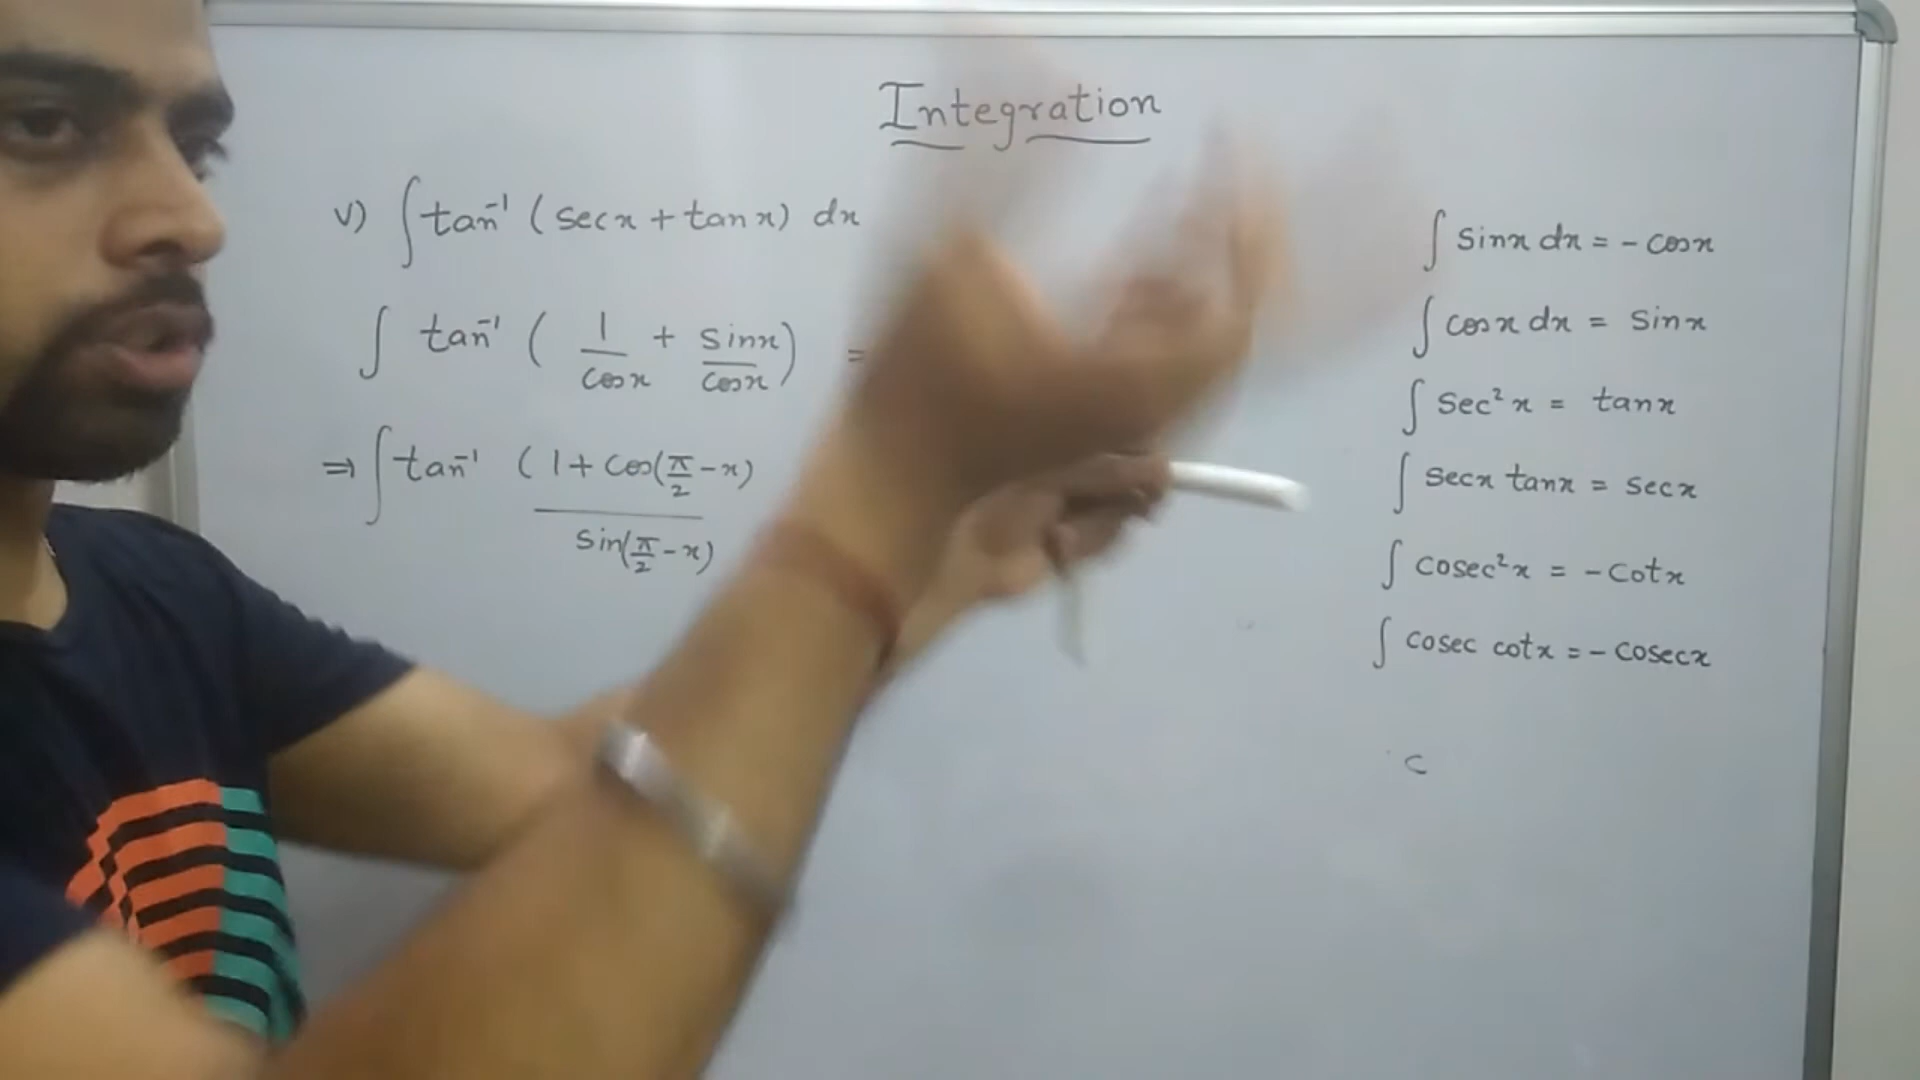 Integration
v) ∫ tan⁻¹ (secx + tanx) dx
∫ tan⁻¹ ( 1/cosx + sinx/cosx ) =
⇒ ∫ tan⁻¹ ( 1 + cos(π/2 - x) / sin(π/2 - x)
∫ sinx dx = - cosx
∫ cosx dx = sinx
∫ sec²x = tanx
∫ secx tanx = secx
∫ cosec²x = - cotx
∫ cosec cotx = - cosecx
c